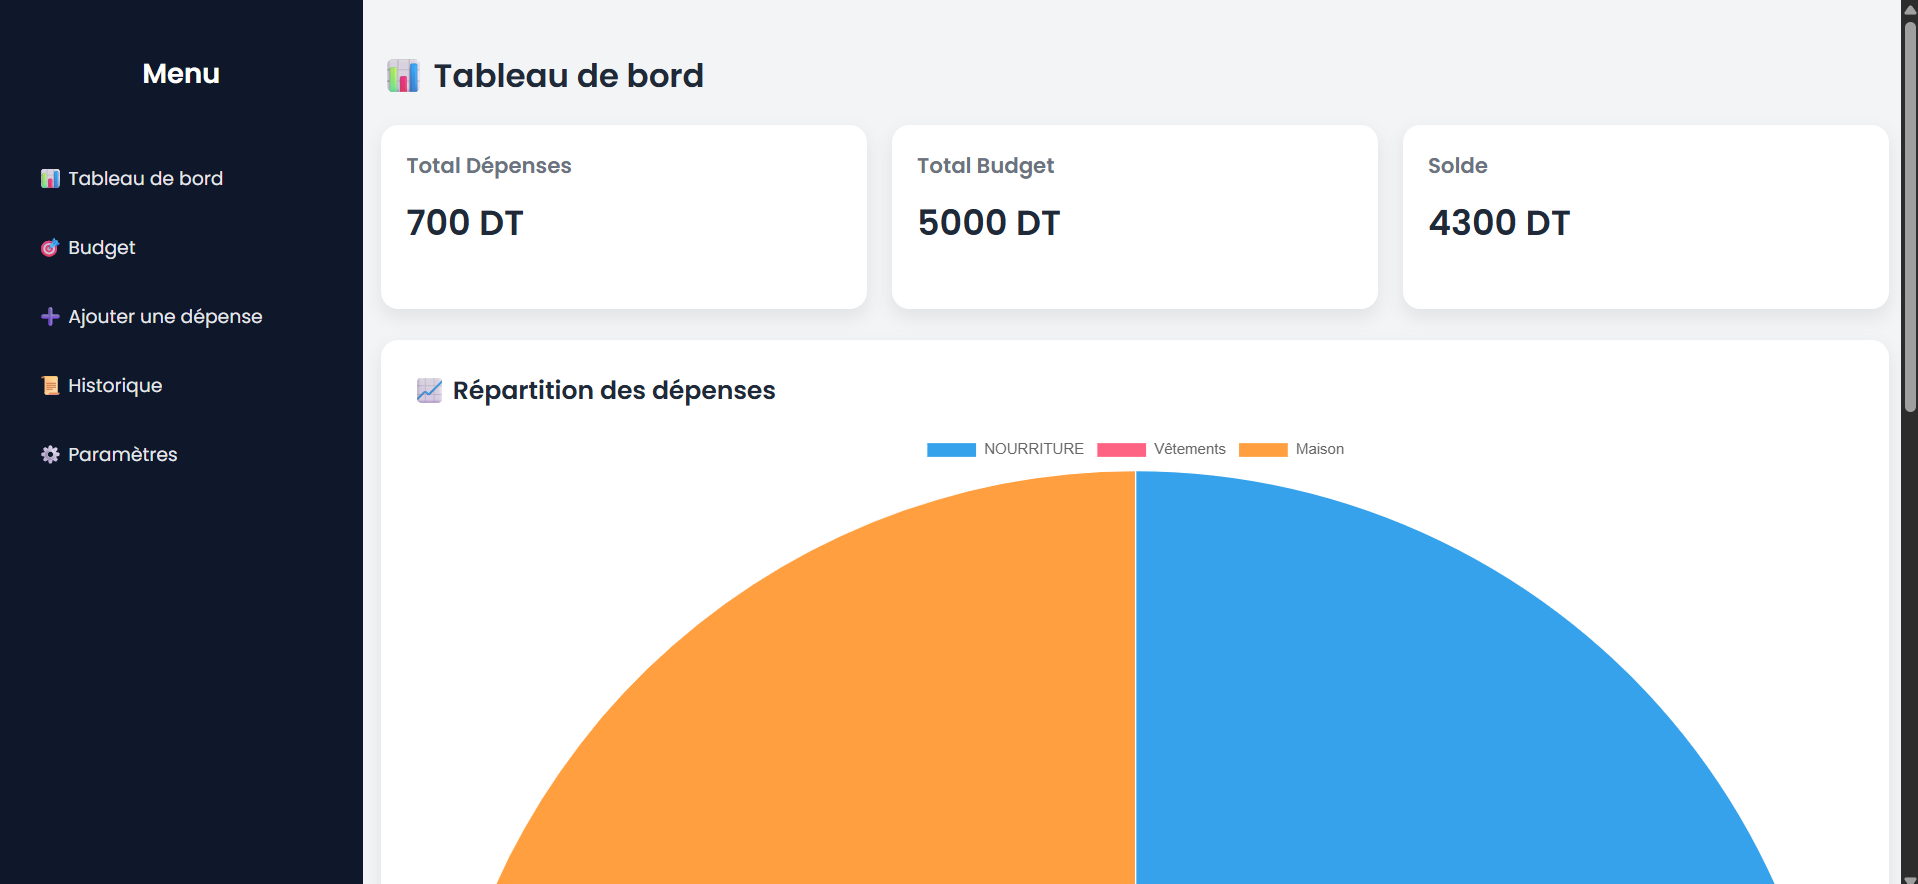 Menu
Tableau de bord
Budget
Ajouter une dépense
Historique
Paramètres
Tableau de bord
Total Dépenses
700 DT
Total Budget
5000 DT
Solde
4300 DT
Répartition des dépenses
NOURRITURE Vêtements Maison